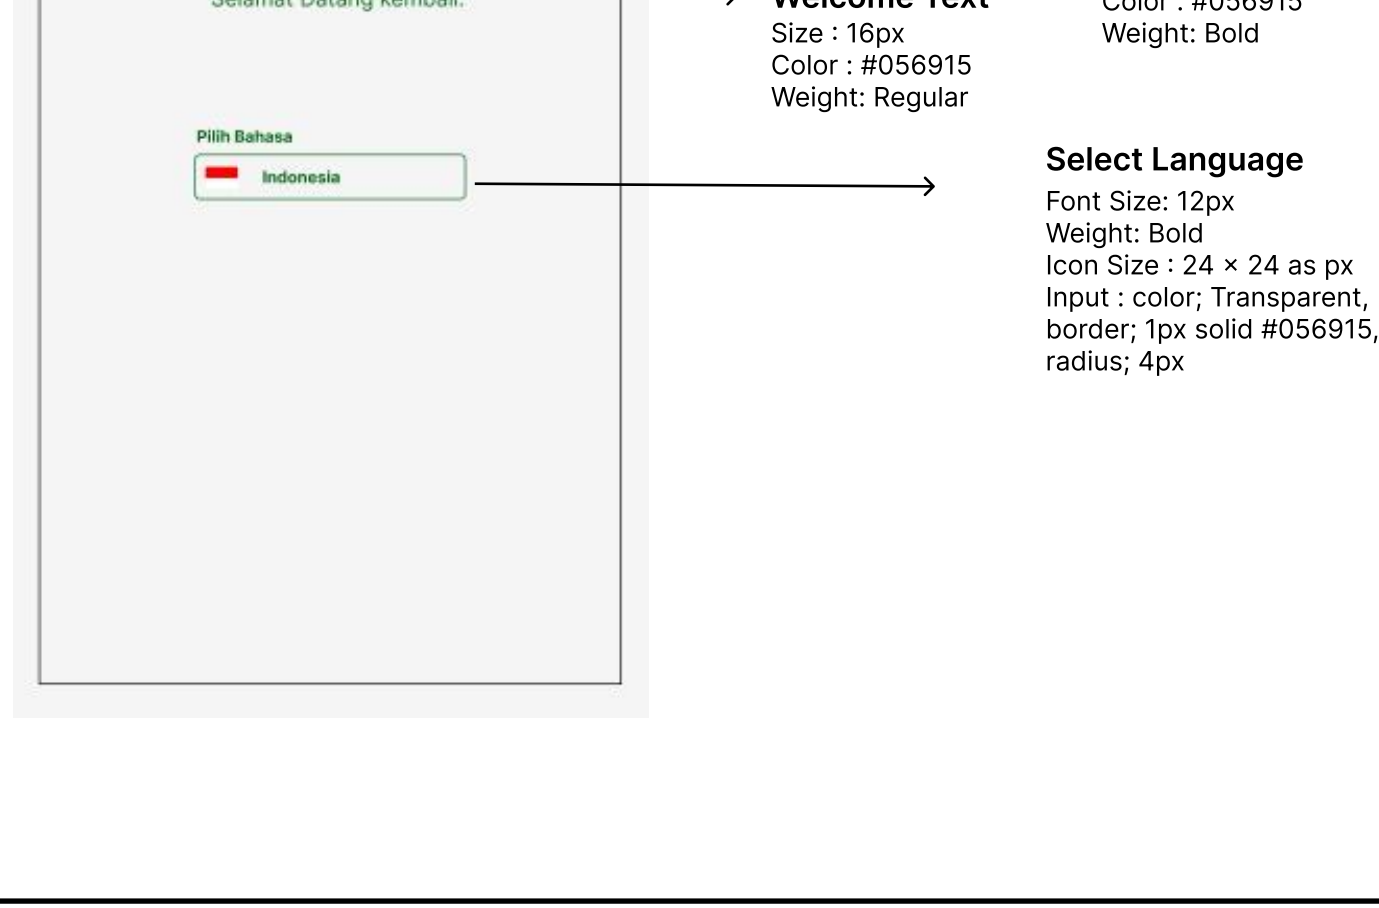 Selamat Datang Kembali.
Welcome Text
Size : 16px
Color : #056915
Weight: Regular
Color : #056915
Weight: Bold
Pilih Bahasa
Indonesia
Select Language
Font Size: 12px
Weight: Bold
Icon Size : 24 × 24 as px
Input : color; Transparent,
border; 1px solid #056915,
radius; 4px